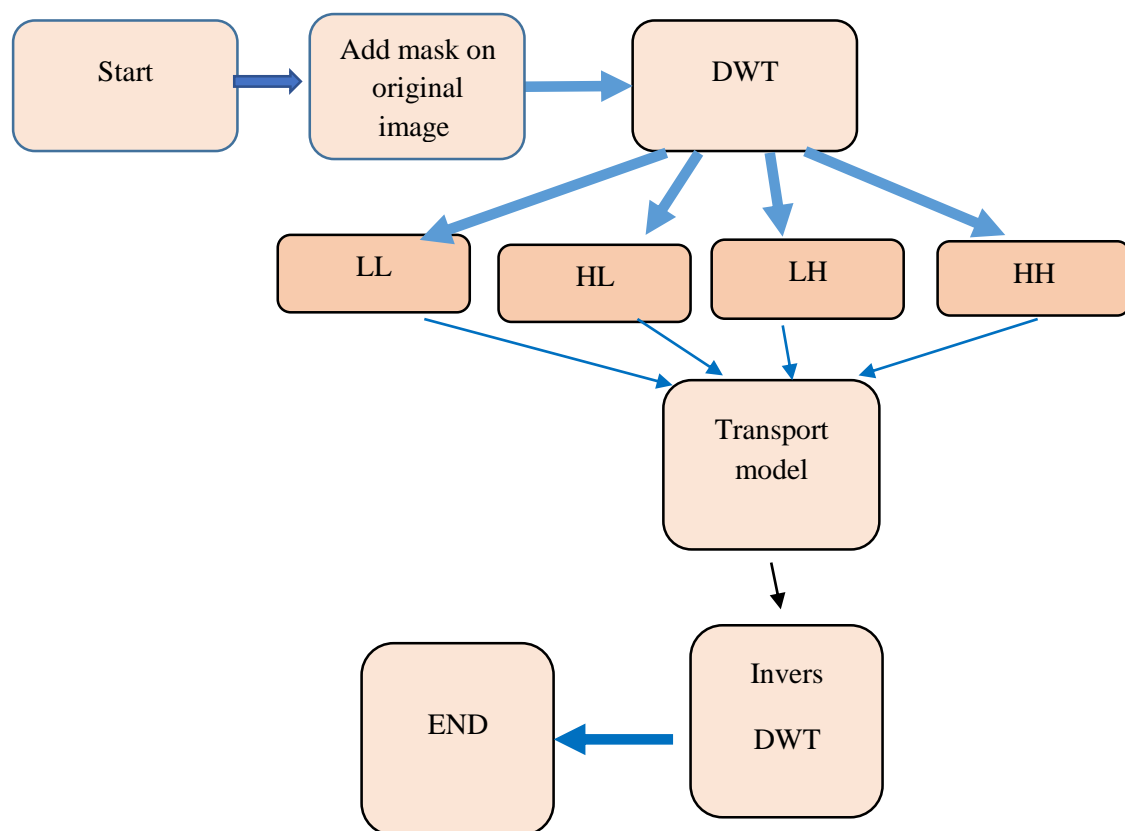 Start
Add mask on
original
image
DWT
LL
HL
LH
HH
Transport
model
Invers
DWT
END